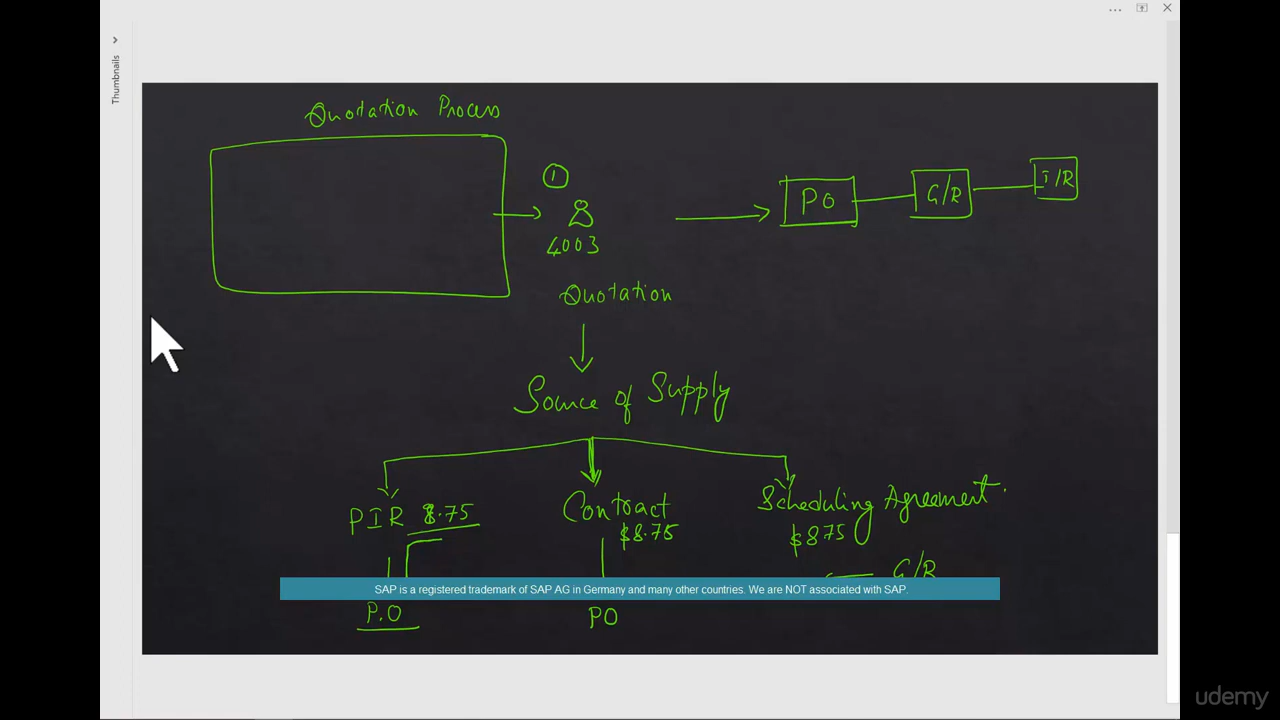 Thumbnails
Quotation Process
1
4003
PO
G/R
I/R
Quotation
Source of Supply
PIR 8.75
Contract
$8.75
Scheduling Agreement.
$875
G/R
SAP is a registered trademark of SAP AG in Germany and many other countries. We are NOT associated with SAP.
P.O
PO
udemy